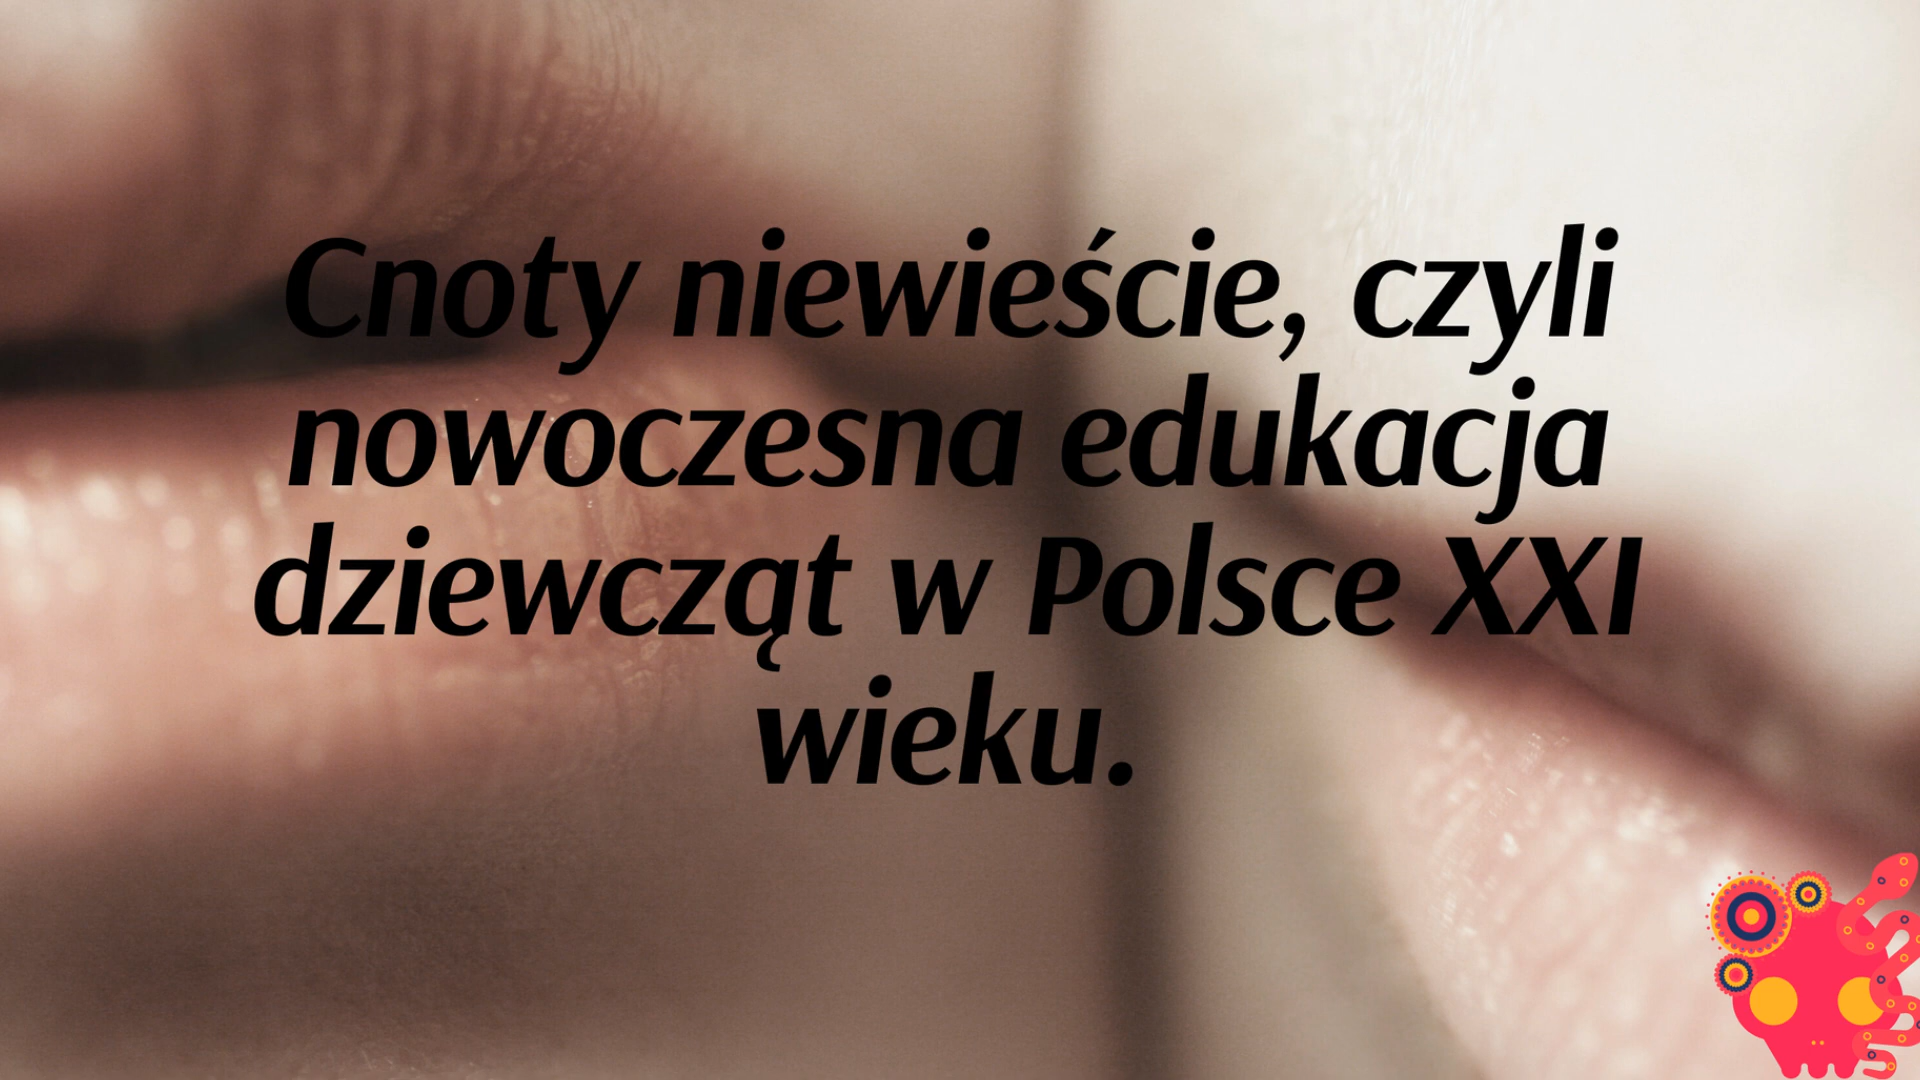 Cnoty niewieście, czyli
nowoczesna edukacja
dziewcząt w Polsce XXI
wieku.